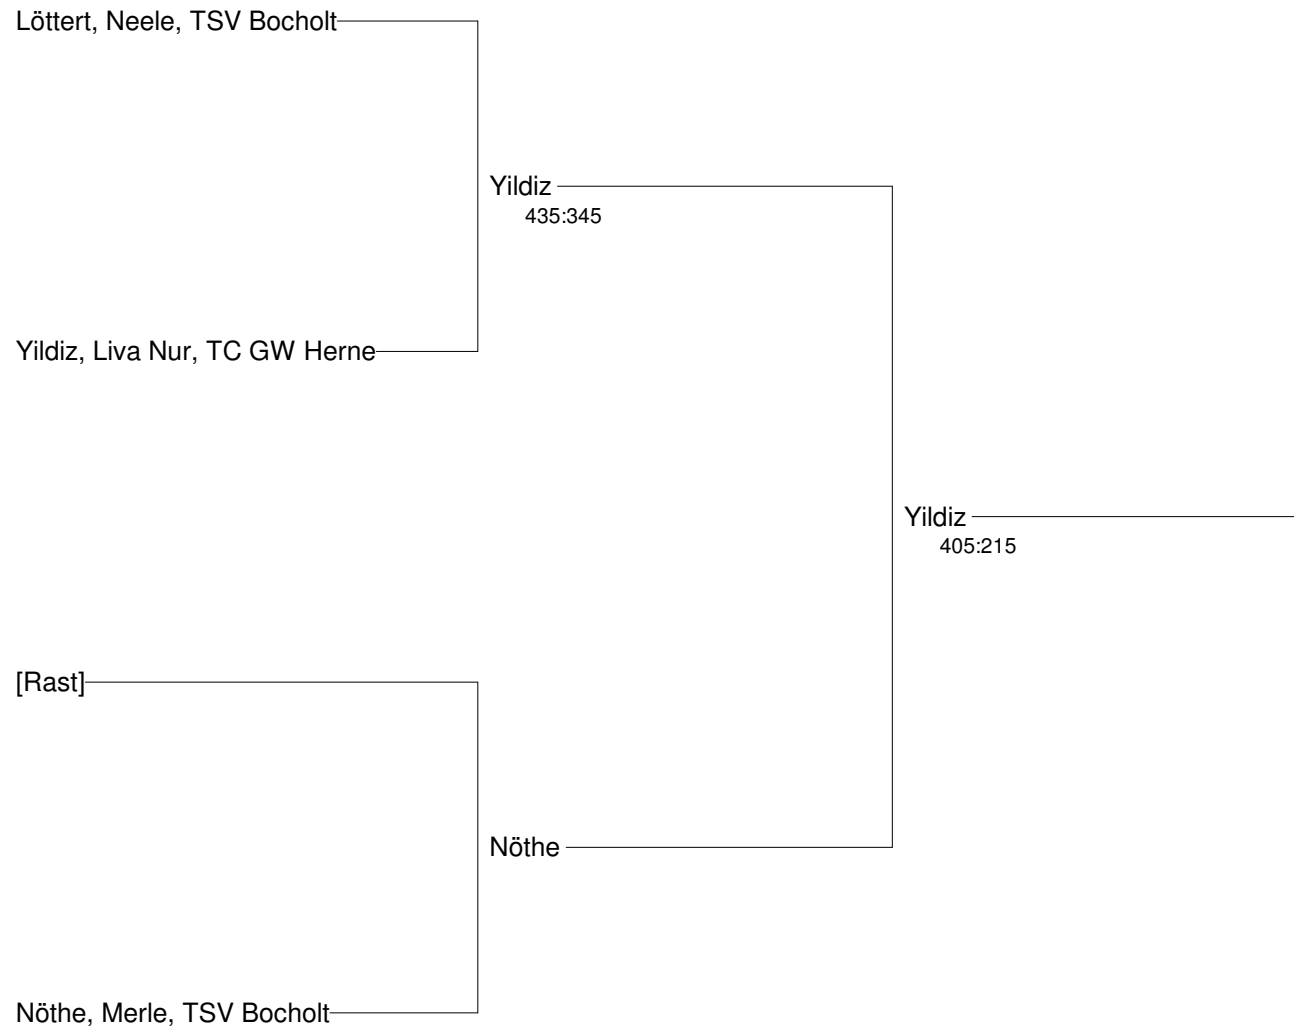 Löttert, Neele, TSV Bocholt
Yildiz
435:345
Yildiz, Liva Nur, TC GW Herne
Yildiz
405:215
[Rast]
Nöthe
Nöthe, Merle, TSV Bocholt